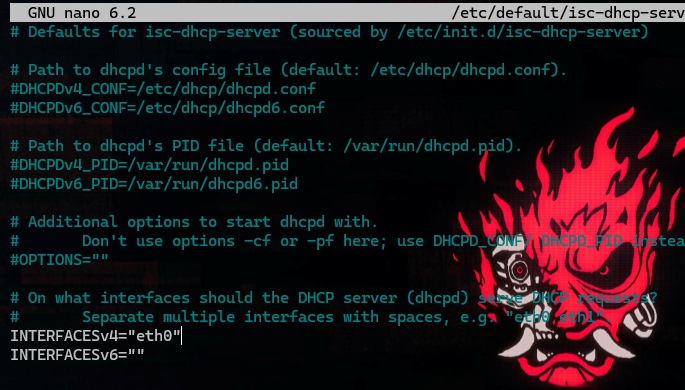 GNU nano 6.2 /etc/default/isc-dhcp-serv
# Defaults for isc-dhcp-server (sourced by /etc/init.d/isc-dhcp-server)
# Path to dhcpd's config file (default: /etc/dhcp/dhcpd.conf).
#DHCPDv4_CONF=/etc/dhcp/dhcpd.conf
#DHCPDv6_CONF=/etc/dhcp/dhcpd6.conf
# Path to dhcpd's PID file (default: /var/run/dhcpd.pid).
#DHCPDv4_PID=/var/run/dhcpd.pid
#DHCPDv6_PID=/var/run/dhcpd6.pid
# Additional options to start dhcpd with.
#       Don't use options -cf or -pf here; use DHCPD_CONF/ DHCPD_PID instea
#OPTIONS=""
# On what interfaces should the DHCP server (dhcpd) serve DHCP requests?
#       Separate multiple interfaces with spaces, e.g. "eth0 eth1".
INTERFACESv4="eth0"
INTERFACESv6=""